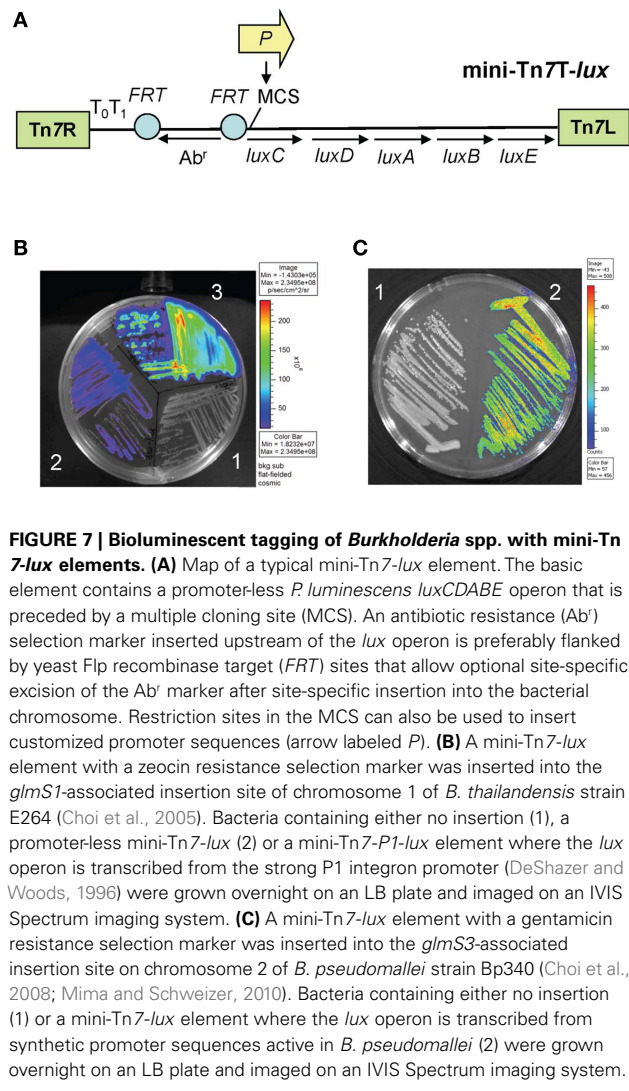 A
P
mini-Tn7T-lux
FRT
FRT
MCS
T0T1
Tn7R
Tn7L
Abr
luxC
luxD
luxA
luxB
luxE
B
C
Image
Min = -1.4303e+05
Max = 2.3495e+08
p/sec/cm^2/sr
200
150
100
50
x10^6
Color Bar
Min = 1.8232e+07
Max = 2.3495e+08
bkg sub
flat-fielded
cosmic
3
2
1
1
2
Image
Min = -43
Max = 508
400
300
200
100
Counts
Color Bar
Min = 57
Max = 456
FIGURE 7 | Bioluminescent tagging of Burkholderia spp. with mini-Tn
7-lux elements. (A) Map of a typical mini-Tn7-lux element. The basic
element contains a promoter-less P. luminescens luxCDABE operon that is
preceded by a multiple cloning site (MCS). An antibiotic resistance (Abr)
selection marker inserted upstream of the lux operon is preferably flanked
by yeast Flp recombinase target (FRT) sites that allow optional site-specific
excision of the Abr marker after site-specific insertion into the bacterial
chromosome. Restriction sites in the MCS can also be used to insert
customized promoter sequences (arrow labeled P). (B) A mini-Tn7-lux
element with a zeocin resistance selection marker was inserted into the
glmS1-associated insertion site of chromosome 1 of B. thailandensis strain
E264 (Choi et al., 2005). Bacteria containing either no insertion (1), a
promoter-less mini-Tn7-lux (2) or a mini-Tn7-P1-lux element where the lux
operon is transcribed from the strong P1 integron promoter (DeShazer and
Woods, 1996) were grown overnight on an LB plate and imaged on an IVIS
Spectrum imaging system. (C) A mini-Tn7-lux element with a gentamicin
resistance selection marker was inserted into the glmS3-associated
insertion site on chromosome 2 of B. pseudomallei strain Bp340 (Choi et al.,
2008; Mima and Schweizer, 2010). Bacteria containing either no insertion
(1) or a mini-Tn7-lux element where the lux operon is transcribed from
synthetic promoter sequences active in B. pseudomallei (2) were grown
overnight on an LB plate and imaged on an IVIS Spectrum imaging system.